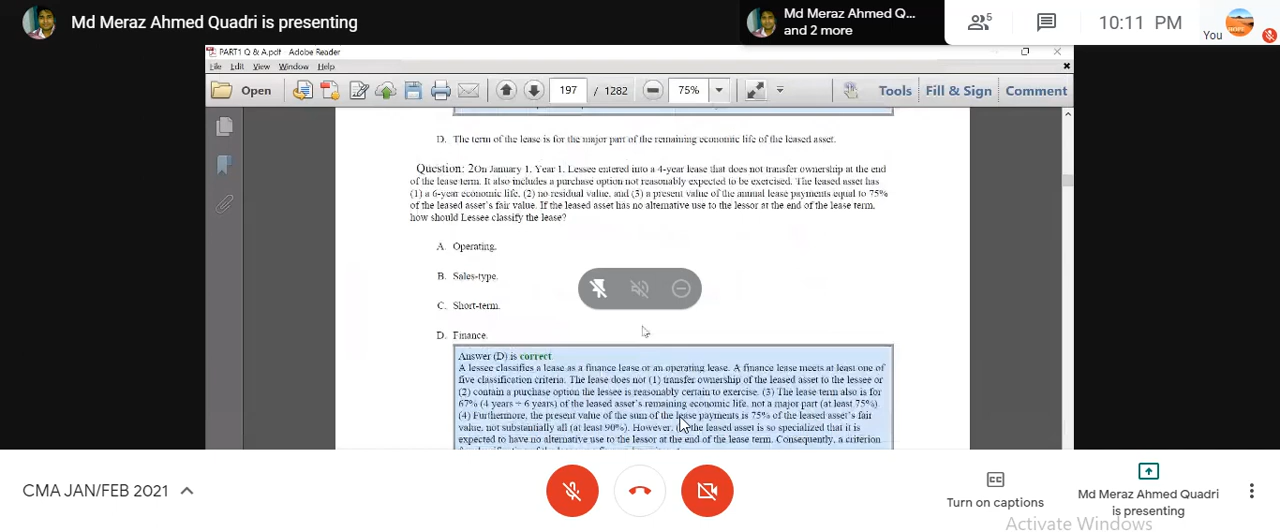 Md Meraz Ahmed Quadri is presenting
Md Meraz Ahmed Q...
and 2 more
5
10:11 PM
You
PART1 Q & A.pdf - Adobe Reader
File Edit View Window Help
Open
197 / 1282
75%
Tools
Fill & Sign
Comment
D. The term of the lease is for the major part of the remaining economic life of the leased asset.
Question: 2On January 1, Year 1, Lessee entered into a 4-year lease that does not transfer ownership at the end
of the lease term. It also includes a purchase option not reasonably expected to be exercised. The leased asset has
(1) a 6-year economic life, (2) no residual value, and (3) a present value of the annual lease payments equal to 75%
of the leased asset's fair value. If the leased asset has no alternative use to the lessor at the end of the lease term,
how should Lessee classify the lease?
A. Operating.
B. Sales-type.
C. Short-term.
D. Finance.
Answer (D) is correct
A lessee classifies a lease as a finance lease or an operating lease. A finance lease meets at least one of
five classification criteria. The lease does not (1) transfer ownership of the leased asset to the lessee or
(2) contain a purchase option the lessee is reasonably certain to exercise. (3) The lease term also is for
67% (4 years ÷ 6 years) of the leased asset's remaining economic life, not a major part (at least 75%).
(4) Furthermore, the present value of the sum of the lease payments is 75% of the leased asset's fair
value, not substantially all (at least 90%). However, the leased asset is so specialized that it is
expected to have no alternative use to the lessor at the end of the lease term. Consequently, a criterion
CMA JAN/FEB 2021
Turn on captions
Md Meraz Ahmed Quadri
is presenting
Activate Windows